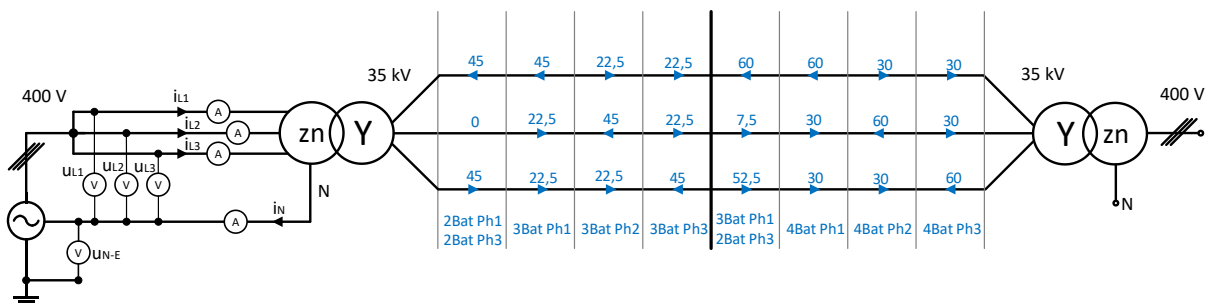 400 V
iL1
iL2
iL3
A
A
A
uL1
uL2
uL3
V
V
V
zn
Y
35 kV
N
iN
A
V
uN-E
45
45
22,5
22,5
60
60
30
30
0
22,5
45
22,5
7,5
30
60
30
45
22,5
22,5
45
52,5
30
30
60
2Bat Ph1
2Bat Ph3
3Bat Ph1
3Bat Ph2
3Bat Ph3
3Bat Ph1
2Bat Ph3
4Bat Ph1
4Bat Ph2
4Bat Ph3
35 kV
Y
zn
400 V
N